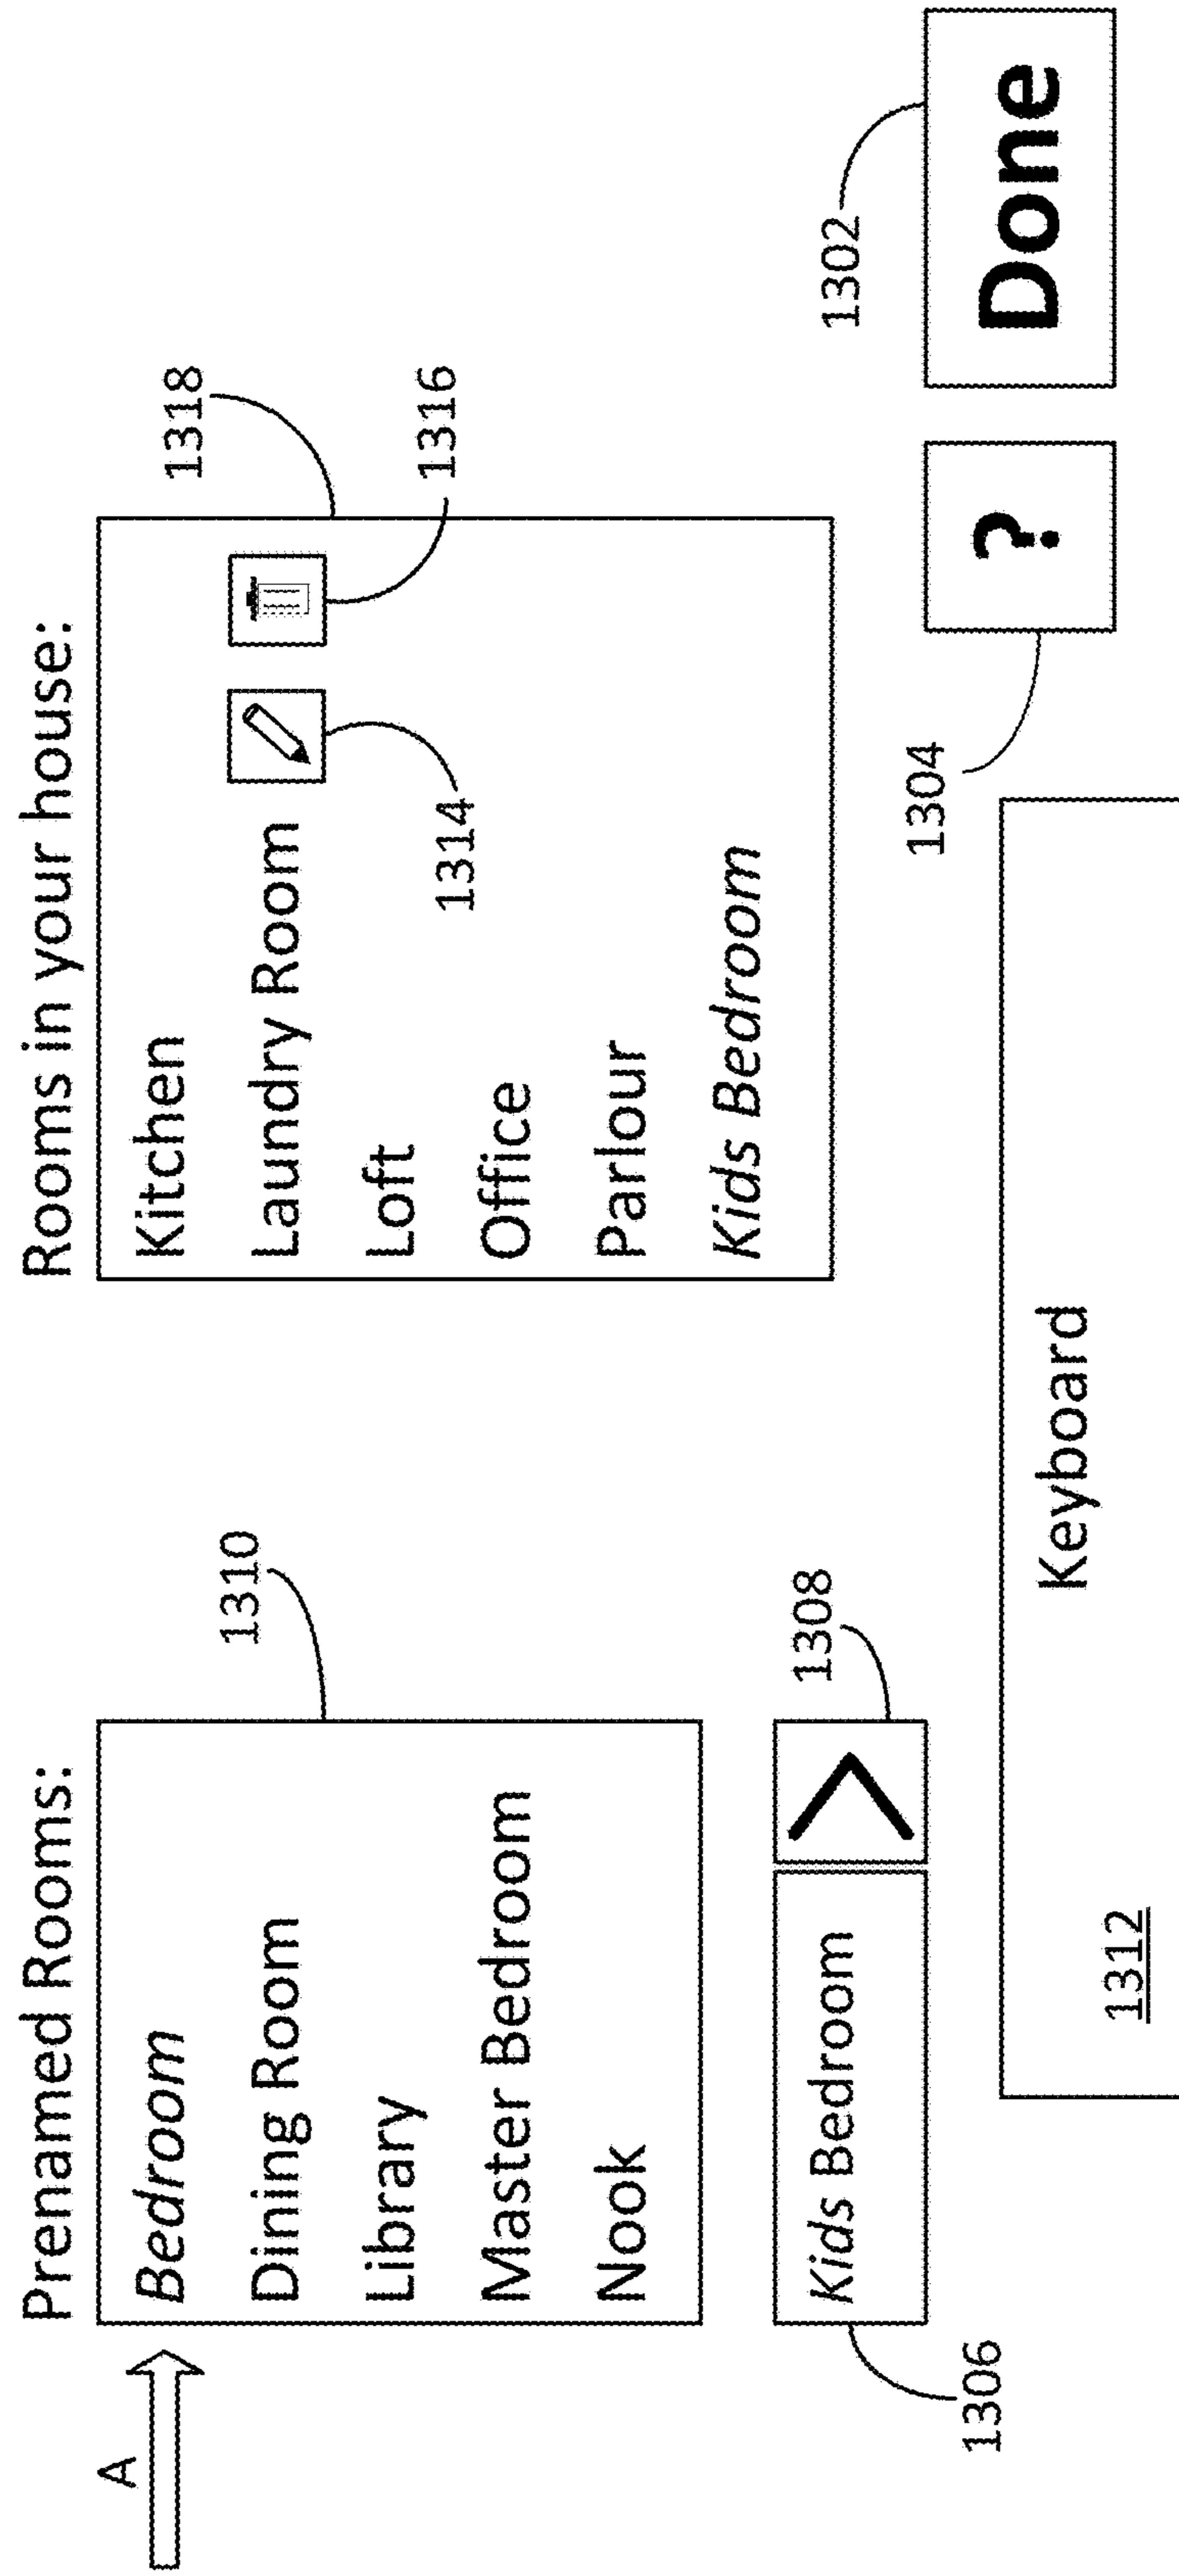 A
Prenamed Rooms:
Bedroom
Dining Room
Library
Master Bedroom
Nook
1310
Kids Bedroom
1306
1308
Rooms in your house:
Kitchen
Laundry Room
Loft
Office
Parlour
Kids Bedroom
1314
1316
1318
Keyboard
1312
?
1304
Done
1302